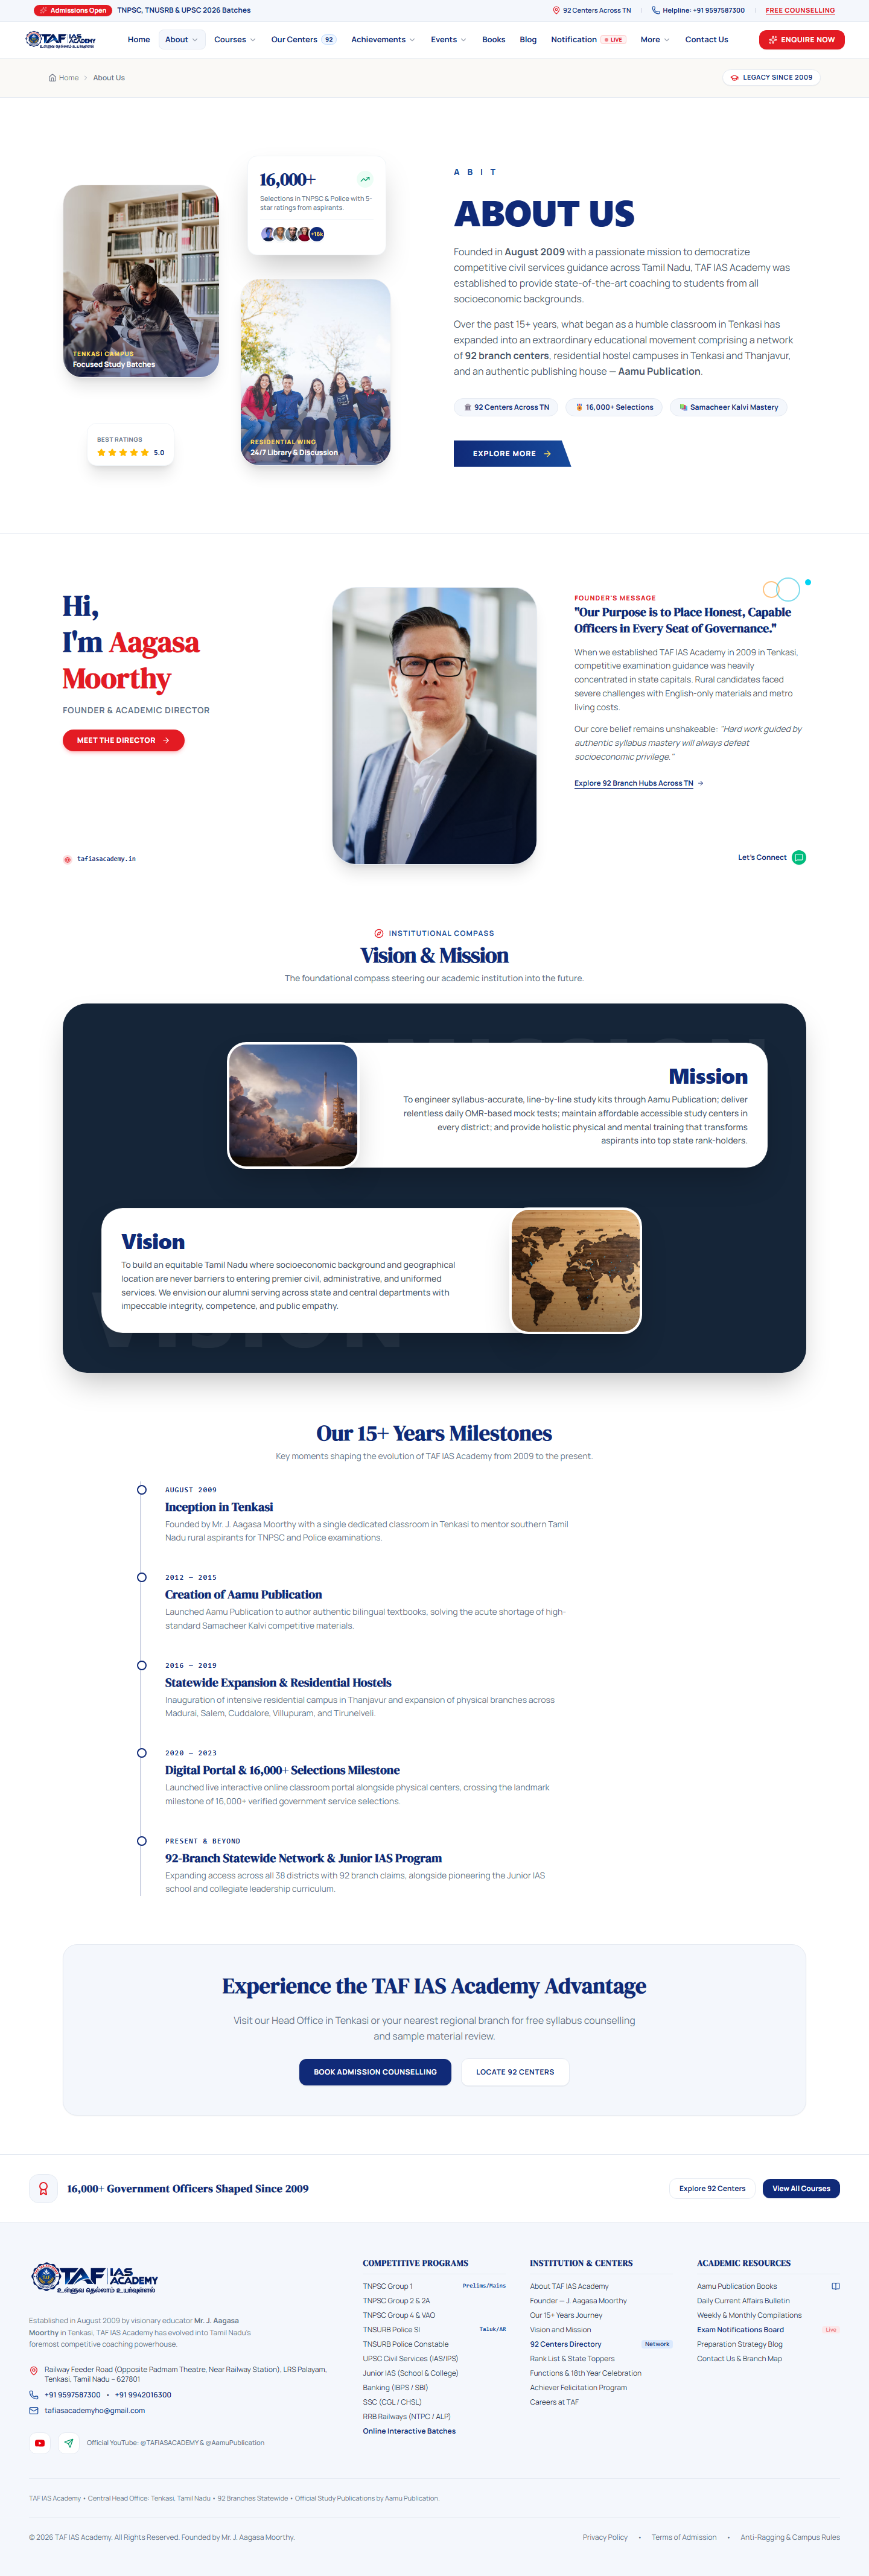 Admissions Open TNPSC, TNUSRB & UPSC 2026 Batches
92 Centers Across TN | Helpline: +91 9597587300 | FREE COUNSELLING
TAF IAS ACADEMY
Home About Courses Our Centers 92 Achievements Events Books Blog Notification LIVE More Contact Us ENQUIRE NOW
Home > About Us
LEGACY SINCE 2009
16,000+
Selections in TNPSC & Police with 5-
star ratings from aspirants.
+16k
TENKASI CAMPUS
Focused Study Batches
RESIDENTIAL WING
24/7 Library & Discussion
BEST RATINGS
5.0
ABIT
ABOUT US
Founded in August 2009 with a passionate mission to democratize
competitive civil services guidance across Tamil Nadu, TAF IAS Academy was
established to provide state-of-the-art coaching to students from all
socioeconomic backgrounds.
Over the past 15+ years, what began as a humble classroom in Tenkasi has
expanded into an extraordinary educational movement comprising a network
of 92 branch centers, residential hostel campuses in Tenkasi and Thanjavur,
and an authentic publishing house — Aamu Publication.
92 Centers Across TN
16,000+ Selections
Samacheer Kalvi Mastery
EXPLORE MORE
Hi,
I'm Aagasa
Moorthy
FOUNDER & ACADEMIC DIRECTOR
MEET THE DIRECTOR
tafiasacademy.in
FOUNDER'S MESSAGE
"Our Purpose is to Place Honest, Capable
Officers in Every Seat of Governance."
When we established TAF IAS Academy in 2009 in Tenkasi,
competitive examination guidance was heavily
concentrated in state capitals. Rural candidates faced
severe challenges with English-only materials and metro
living costs.
Our core belief remains unshakeable: "Hard work guided by
authentic syllabus mastery will always defeat
socioeconomic privilege."
Explore 92 Branch Hubs Across TN
Let's Connect
INSTITUTIONAL COMPASS
Vision & Mission
The foundational compass steering our academic institution into the future.
Mission
To engineer syllabus-accurate, line-by-line study kits through Aamu Publication; deliver
relentless daily OMR-based mock tests; maintain affordable accessible study centers in
every district; and provide holistic physical and mental training that transforms
aspirants into top state rank-holders.
Vision
To build an equitable Tamil Nadu where socioeconomic background and geographical
location are never barriers to entering premier civil, administrative, and uniformed
services. We envision our alumni serving across state and central departments with
impeccable integrity, competence, and public empathy.
VISION
Our 15+ Years Milestones
Key moments shaping the evolution of TAF IAS Academy from 2009 to the present.
AUGUST 2009
Inception in Tenkasi
Founded by Mr. J. Aagasa Moorthy with a single dedicated classroom in Tenkasi to mentor southern Tamil
Nadu rural aspirants for TNPSC and Police examinations.
2012 — 2015
Creation of Aamu Publication
Launched Aamu Publication to author authentic bilingual textbooks, solving the acute shortage of high-
standard Samacheer Kalvi competitive materials.
2016 — 2019
Statewide Expansion & Residential Hostels
Inauguration of intensive residential campus in Thanjavur and expansion of physical branches across
Madurai, Salem, Cuddalore, Villupuram, and Tirunelveli.
2020 — 2023
Digital Portal & 16,000+ Selections Milestone
Launched live interactive online classroom portal alongside physical centers, crossing the landmark
milestone of 16,000+ verified government service selections.
PRESENT & BEYOND
92-Branch Statewide Network & Junior IAS Program
Expanding access across all 38 districts with 92 branch claims, alongside pioneering the Junior IAS
school and collegiate leadership curriculum.
Experience the TAF IAS Academy Advantage
Visit our Head Office in Tenkasi or your nearest regional branch for free syllabus counselling
and sample material review.
BOOK ADMISSION COUNSELLING
LOCATE 92 CENTERS
16,000+ Government Officers Shaped Since 2009
Explore 92 Centers
View All Courses
TAF IAS ACADEMY
உள்ளுவ தெல்லாம் உயர்வுள்ளல்
Established in August 2009 by visionary educator Mr. J. Aagasa
Moorthy in Tenkasi, TAF IAS Academy has evolved into Tamil Nadu's
foremost competitive coaching powerhouse.
Railway Feeder Road (Opposite Padmam Theatre, Near Railway Station), LRS Palayam,
Tenkasi, Tamil Nadu – 627801
+91 9597587300 • +91 9942016300
tafiasacademyho@gmail.com
Official YouTube: @TAFIASACADEMY & @AamuPublication
COMPETITIVE PROGRAMS
TNPSC Group 1 Prelims/Mains
TNPSC Group 2 & 2A
TNPSC Group 4 & VAO
TNUSRB Police SI Taluk/AR
TNUSRB Police Constable
UPSC Civil Services (IAS/IPS)
Junior IAS (School & College)
Banking (IBPS / SBI)
SSC (CGL / CHSL)
RRB Railways (NTPC / ALP)
Online Interactive Batches
INSTITUTION & CENTERS
About TAF IAS Academy
Founder — J. Aagasa Moorthy
Our 15+ Years Journey
Vision and Mission
92 Centers Directory Network
Rank List & State Toppers
Functions & 18th Year Celebration
Achiever Felicitation Program
Careers at TAF
ACADEMIC RESOURCES
Aamu Publication Books
Daily Current Affairs Bulletin
Weekly & Monthly Compilations
Exam Notifications Board Live
Preparation Strategy Blog
Contact Us & Branch Map
TAF IAS Academy • Central Head Office: Tenkasi, Tamil Nadu • 92 Branches Statewide • Official Study Publications by Aamu Publication.
© 2026 TAF IAS Academy. All Rights Reserved. Founded by Mr. J. Aagasa Moorthy.
Privacy Policy • Terms of Admission • Anti-Ragging & Campus Rules